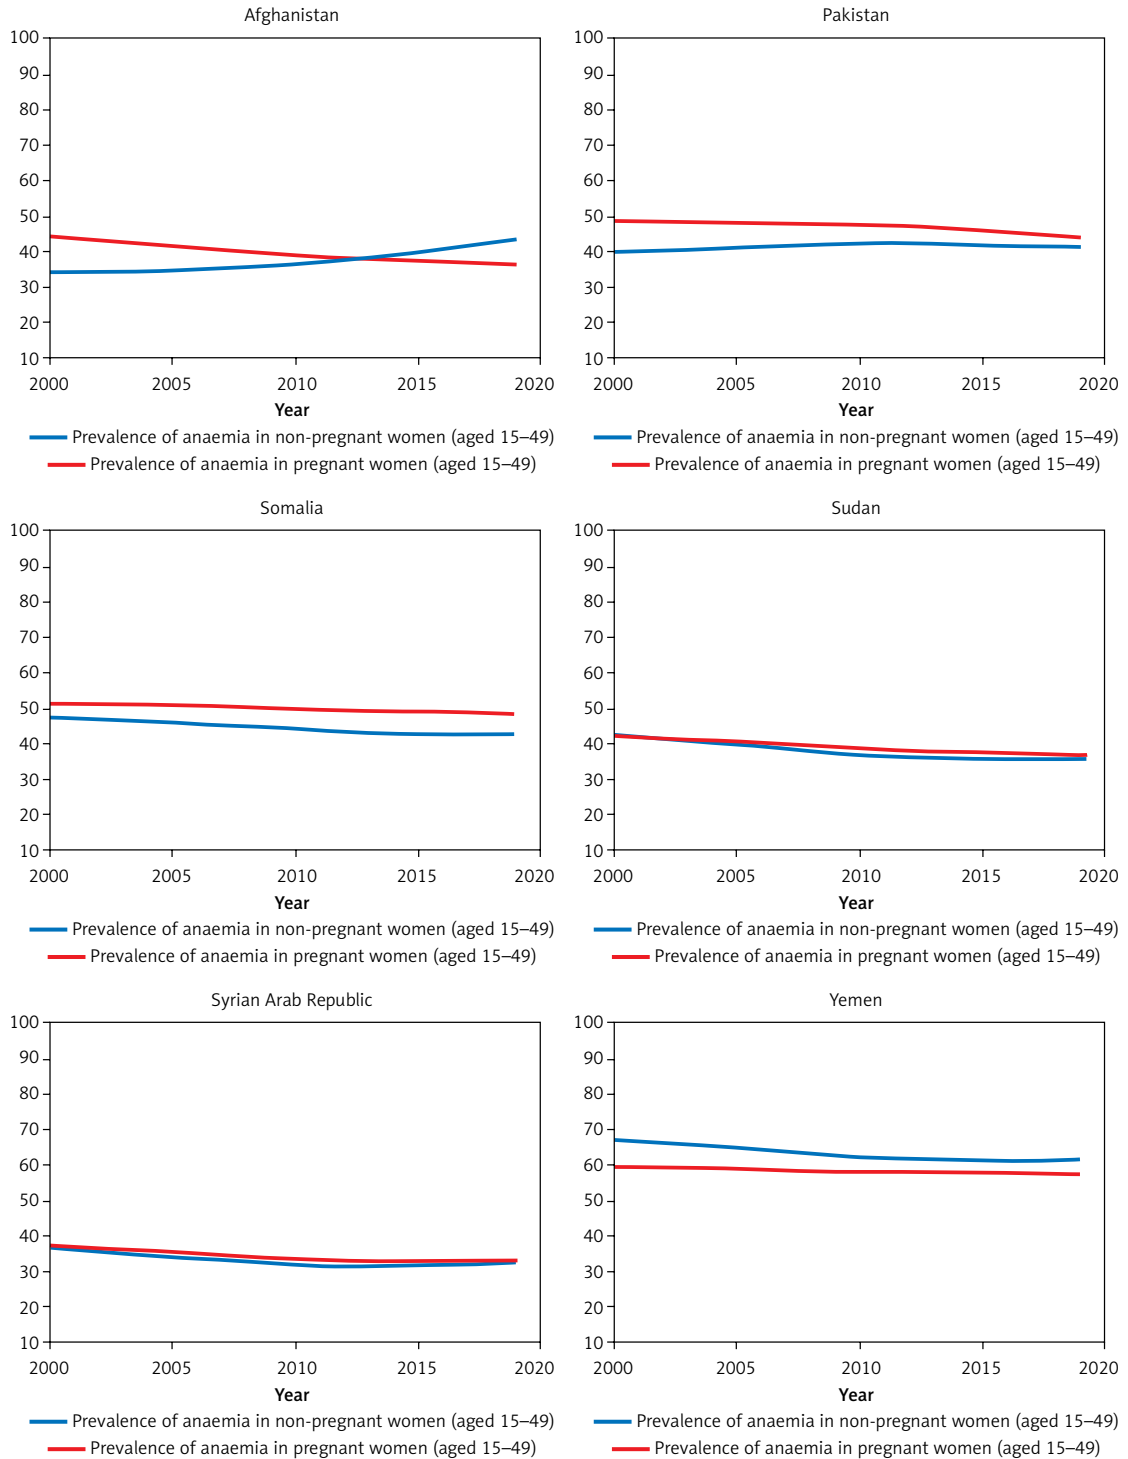 Afghanistan
100
90
80
70
60
50
40
30
20
10
2000 2005 2010 2015 2020
Year
Prevalence of anaemia in non-pregnant women (aged 15–49)
Prevalence of anaemia in pregnant women (aged 15–49)
Pakistan
100
90
80
70
60
50
40
30
20
10
2000 2005 2010 2015 2020
Year
Prevalence of anaemia in non-pregnant women (aged 15–49)
Prevalence of anaemia in pregnant women (aged 15–49)
Somalia
100
90
80
70
60
50
40
30
20
10
2000 2005 2010 2015 2020
Year
Prevalence of anaemia in non-pregnant women (aged 15–49)
Prevalence of anaemia in pregnant women (aged 15–49)
Sudan
100
90
80
70
60
50
40
30
20
10
2000 2005 2010 2015 2020
Year
Prevalence of anaemia in non-pregnant women (aged 15–49)
Prevalence of anaemia in pregnant women (aged 15–49)
Syrian Arab Republic
100
90
80
70
60
50
40
30
20
10
2000 2005 2010 2015 2020
Year
Prevalence of anaemia in non-pregnant women (aged 15–49)
Prevalence of anaemia in pregnant women (aged 15–49)
Yemen
100
90
80
70
60
50
40
30
20
10
2000 2005 2010 2015 2020
Year
Prevalence of anaemia in non-pregnant women (aged 15–49)
Prevalence of anaemia in pregnant women (aged 15–49)